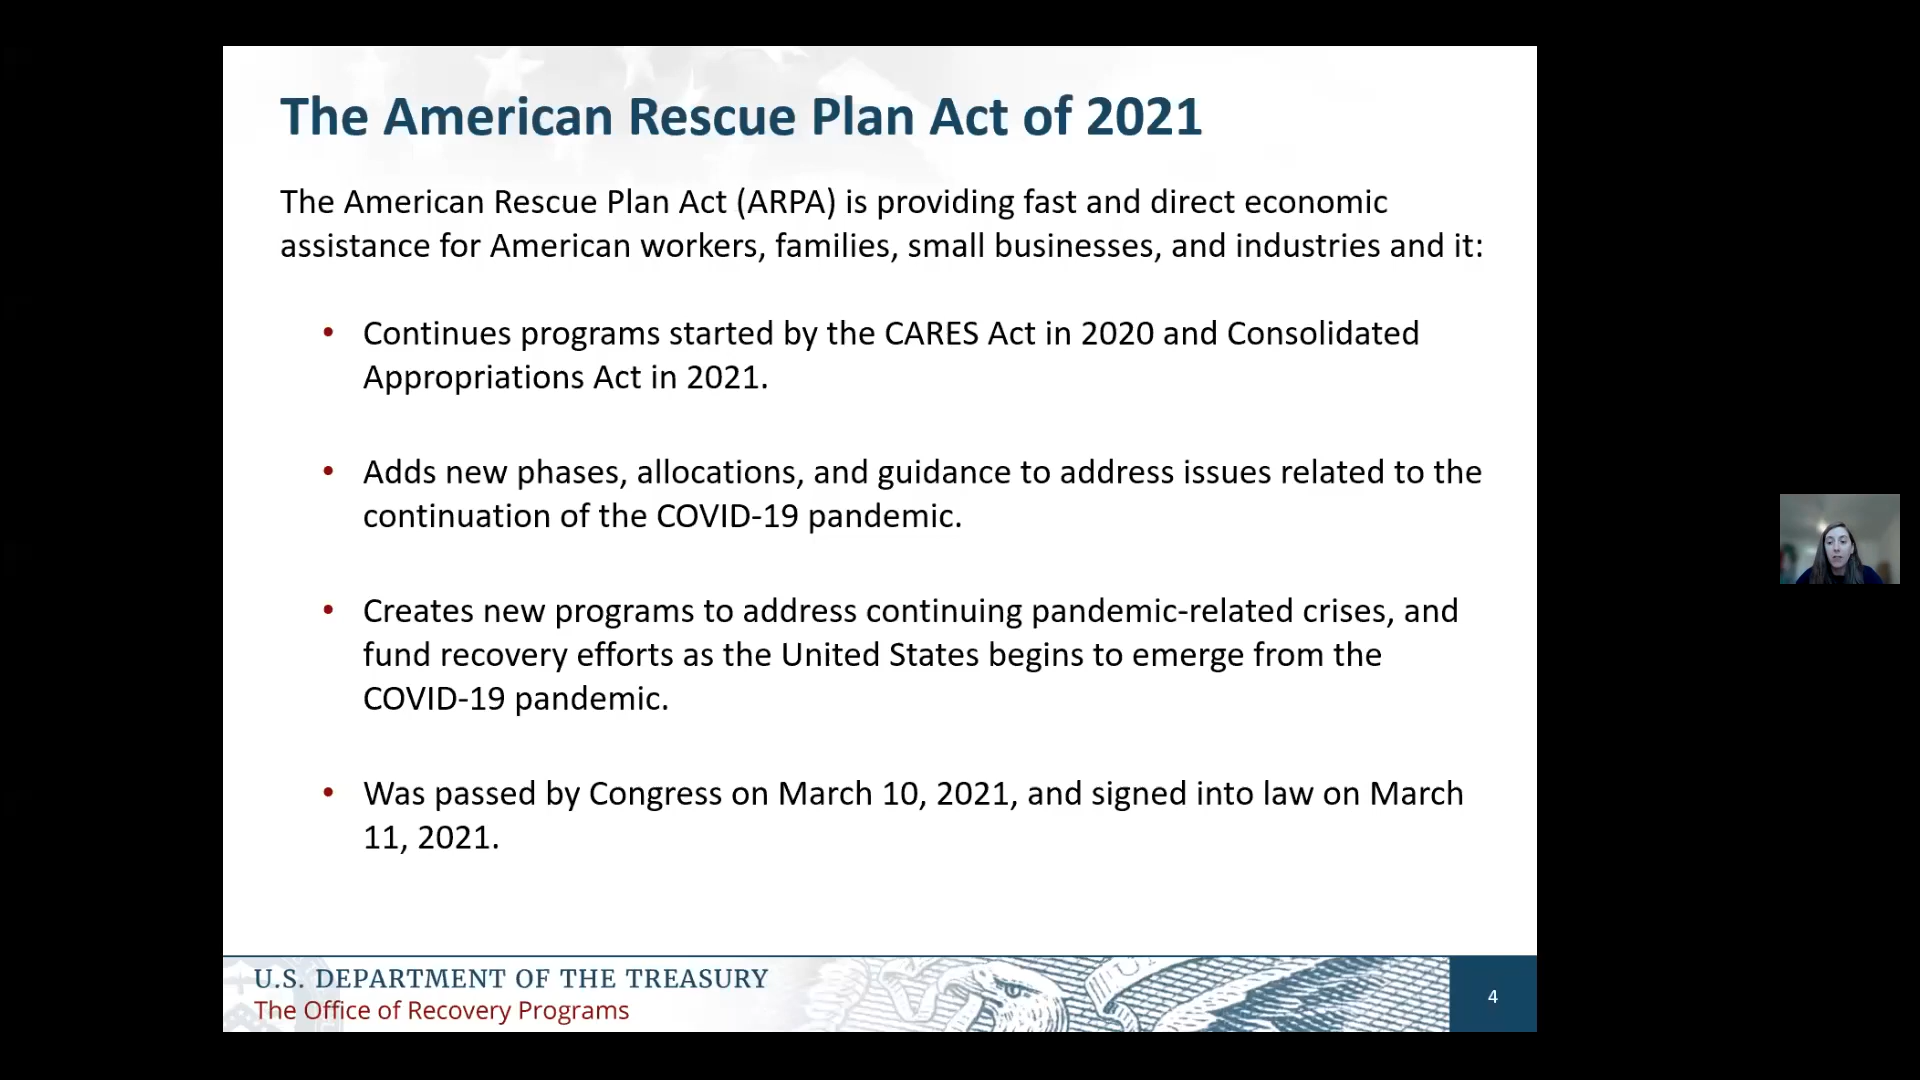 The American Rescue Plan Act of 2021
The American Rescue Plan Act (ARPA) is providing fast and direct economic
assistance for American workers, families, small businesses, and industries and it:
• Continues programs started by the CARES Act in 2020 and Consolidated
Appropriations Act in 2021.
• Adds new phases, allocations, and guidance to address issues related to the
continuation of the COVID-19 pandemic.
• Creates new programs to address continuing pandemic-related crises, and
fund recovery efforts as the United States begins to emerge from the
COVID-19 pandemic.
• Was passed by Congress on March 10, 2021, and signed into law on March
11, 2021.
U.S. DEPARTMENT OF THE TREASURY
The Office of Recovery Programs
4